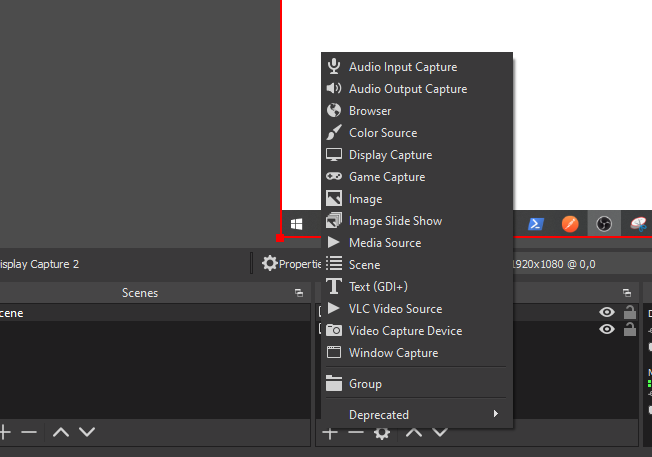 Audio Input Capture
Audio Output Capture
Browser
Color Source
Display Capture
Game Capture
Image
Image Slide Show
Media Source
Scene
Text (GDI+)
VLC Video Source
Video Capture Device
Window Capture
Group
Deprecated
isplay Capture 2
Propertie
1920x1080 @ 0,0
Scenes
cene